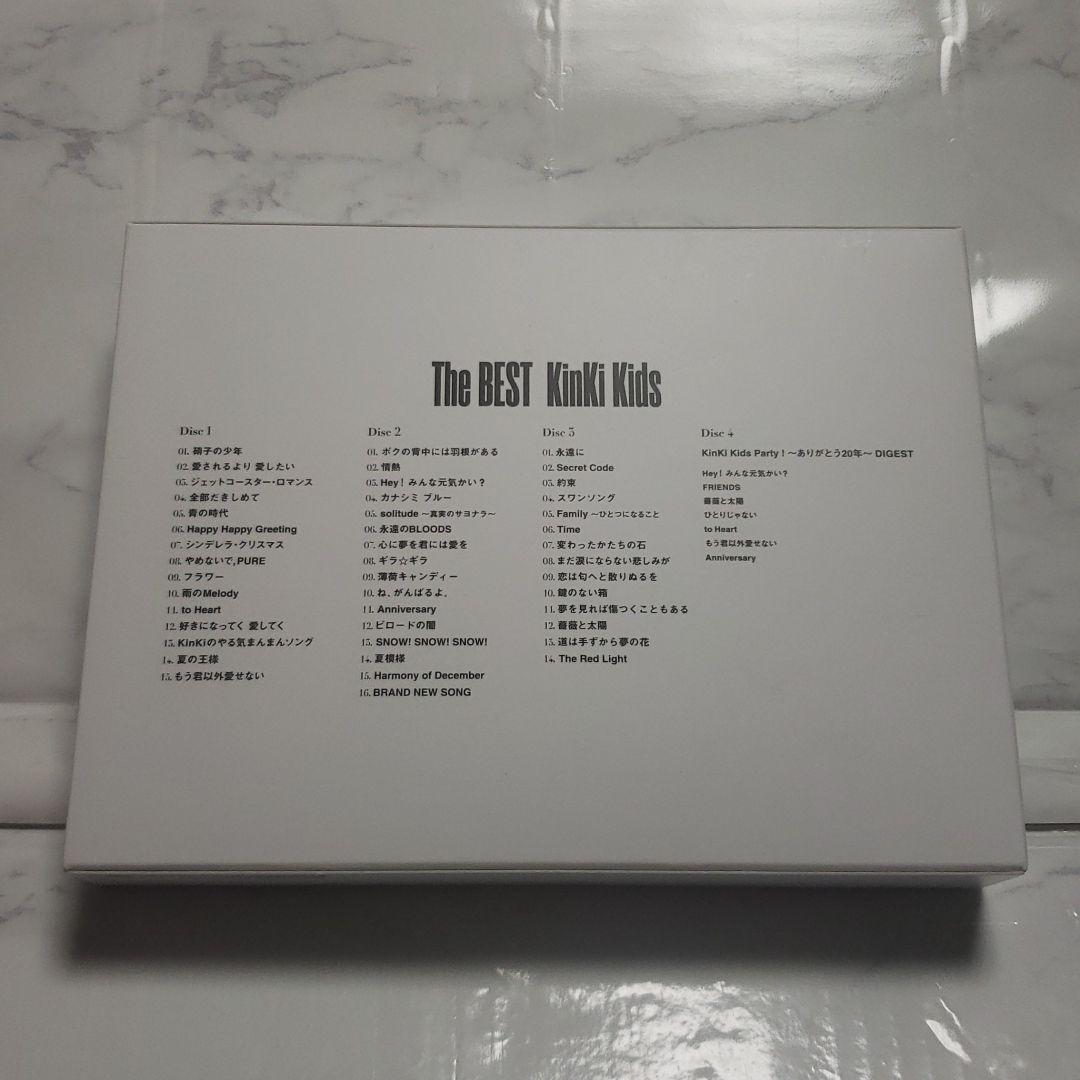 The BEST KinKi Kids
Disc 1
01. 硝子の少年
02. 愛されるより 愛したい
03. ジェットコースター・ロマンス
04. 全部だきしめて
05. 青の時代
06. Happy Happy Greeting
07. シンデレラ・クリスマス
08. やめないで,PURE
09. フラワー
10. 雨のMelody
11. to Heart
12. 好きになってく 愛してく
13. KinKiのやる気まんまんソング
14. 夏の王様
15. もう君以外愛せない
Disc 2
01. ボクの背中には羽根がある
02. 情熱
03. Hey! みんな元気かい?
04. カナシミ ブルー
05. solitude 〜真実のサヨナラ〜
06. 永遠のBLOODS
07. 心に夢を君には愛を
08. ギラ☆ギラ
09. 薄荷キャンディー
10. ね、がんばるよ。
11. Anniversary
12. ビロードの闇
13. SNOW! SNOW! SNOW!
14. 夏模様
15. Harmony of December
16. BRAND NEW SONG
Disc 3
01. 永遠に
02. Secret Code
03. 約束
04. スワンソング
05. Family 〜ひとつになること
06. Time
07. 変わったかたちの石
08. まだ涙にならない悲しみが
09. 恋は匂へと散りぬるを
10. 鍵のない箱
11. 夢を見れば傷つくこともある
12. 薔薇と太陽
13. 道は手ずから夢の花
14. The Red Light
Disc 4
KinKi Kids Party! 〜ありがとう20年〜 DIGEST
Hey! みんな元気かい?
FRIENDS
薔薇と太陽
ひとりじゃない
to Heart
もう君以外愛せない
Anniversary